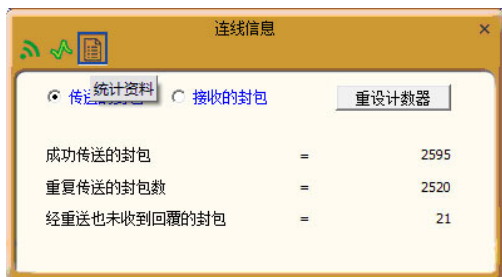 连线信息
统计资料
传送的封包
接收的封包
重设计数器
成功传送的封包 = 2595
重复传送的封包数 = 2520
经重送也未收到回覆的封包 = 21